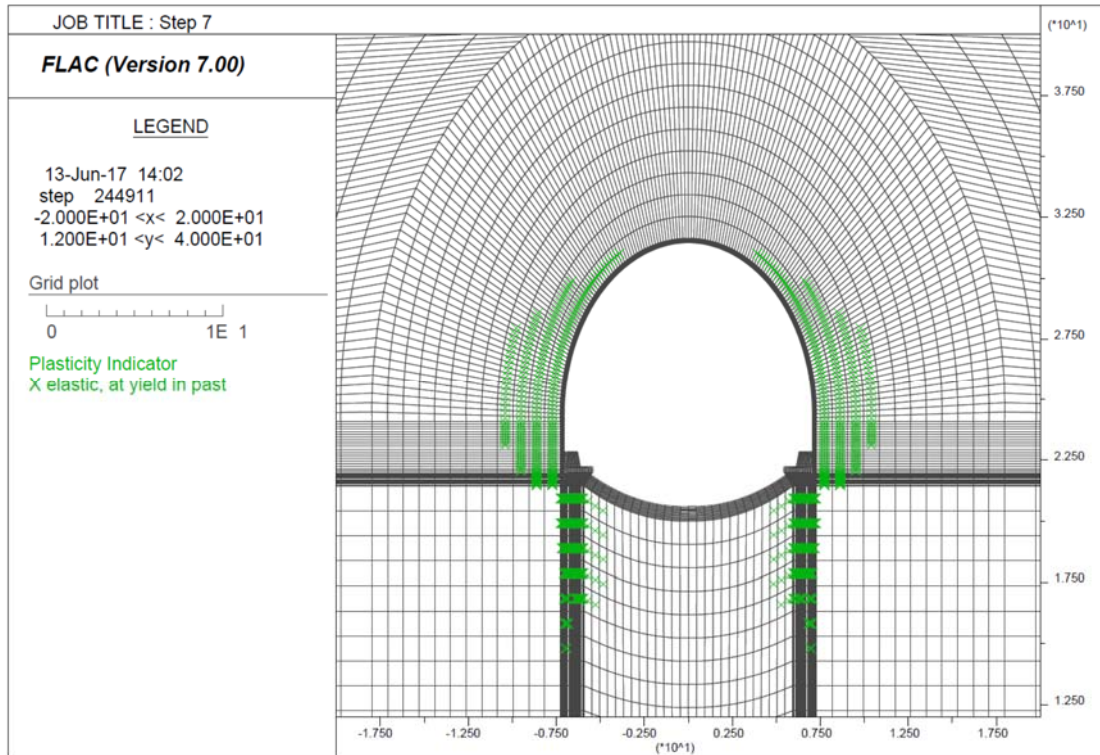 JOB TITLE : Step 7
FLAC (Version 7.00)
LEGEND
13-Jun-17 14:02
step 244911
-2.000E+01 <x< 2.000E+01
1.200E+01 <y< 4.000E+01
Grid plot
0 1E 1
Plasticity Indicator
X elastic, at yield in past
(*10^1)
3.750
3.250
2.750
2.250
1.750
1.250
-1.750 -1.250 -0.750 -0.250 0.250 0.750 1.250 1.750
(*10^1)